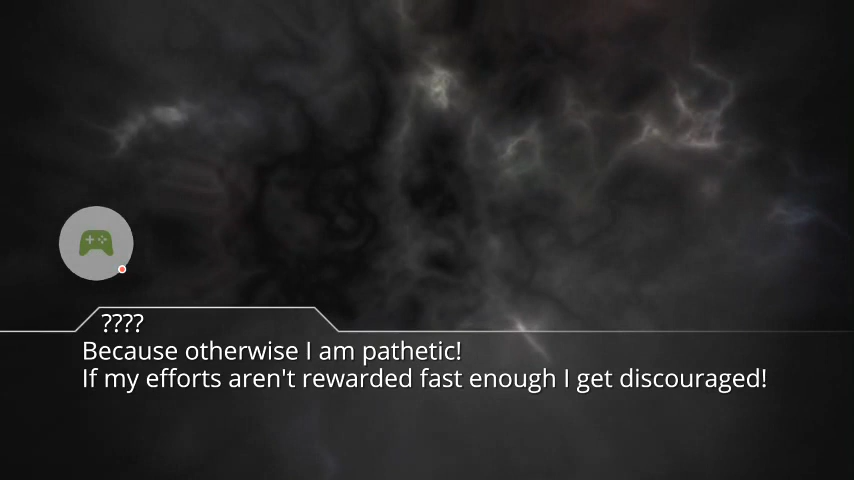 ????
Because otherwise I am pathetic!
If my efforts aren't rewarded fast enough I get discouraged!